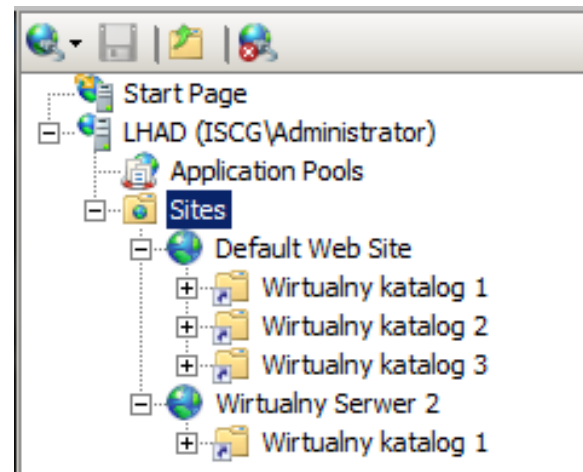 Start Page
LHAD (ISCG\Administrator)
Application Pools
Sites
Default Web Site
Wirtualny katalog 1
Wirtualny katalog 2
Wirtualny katalog 3
Wirtualny Serwer 2
Wirtualny katalog 1